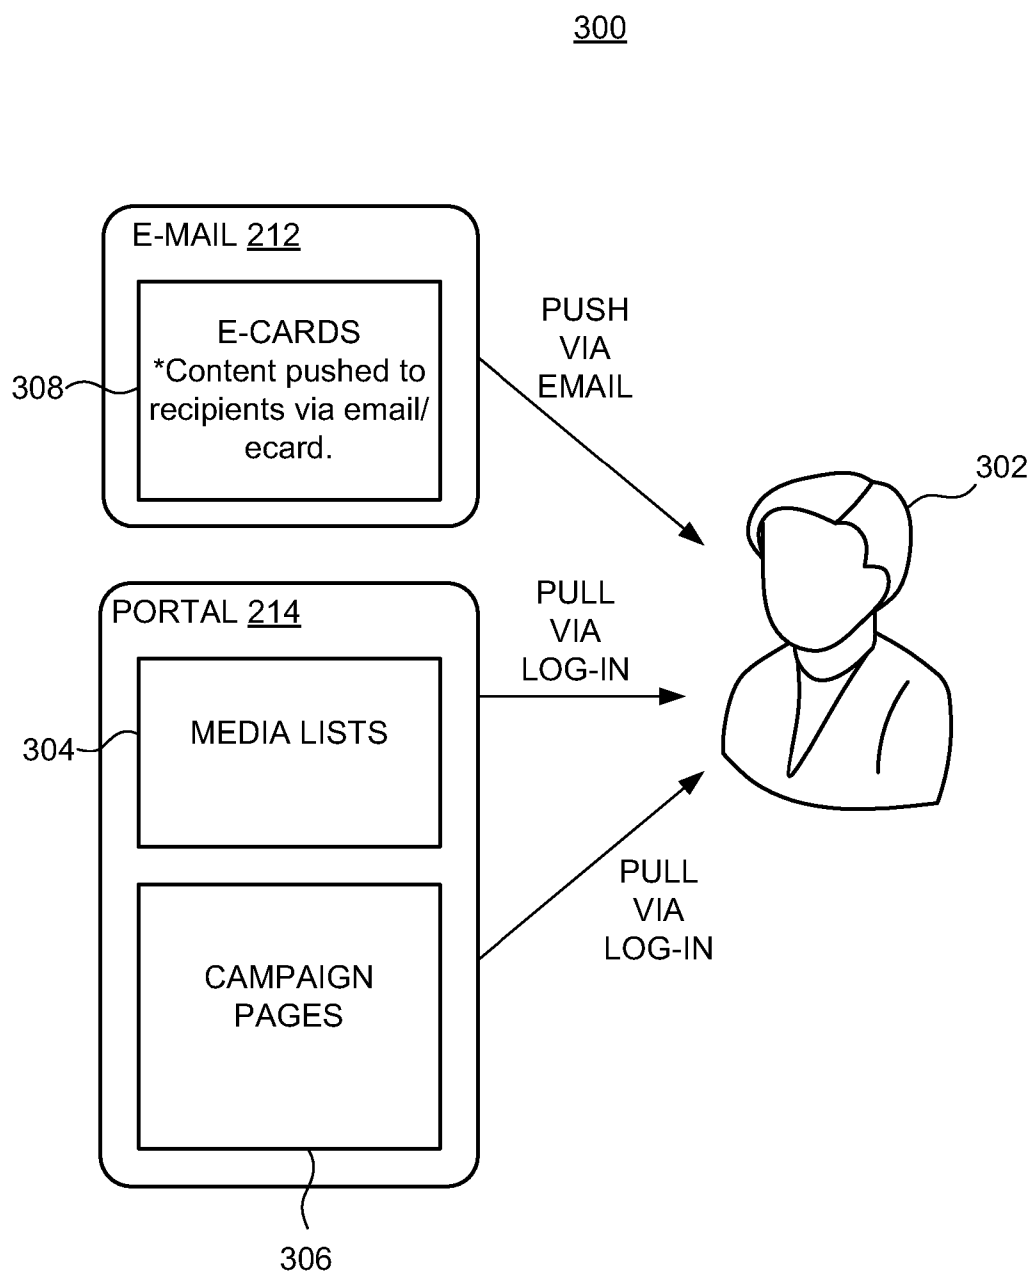 300
E-MAIL 212
E-CARDS
*Content pushed to
recipients via email/
ecard.
308
PUSH
VIA
EMAIL
302
PORTAL 214
MEDIA LISTS
304
PULL
VIA
LOG-IN
CAMPAIGN
PAGES
PULL
VIA
LOG-IN
306